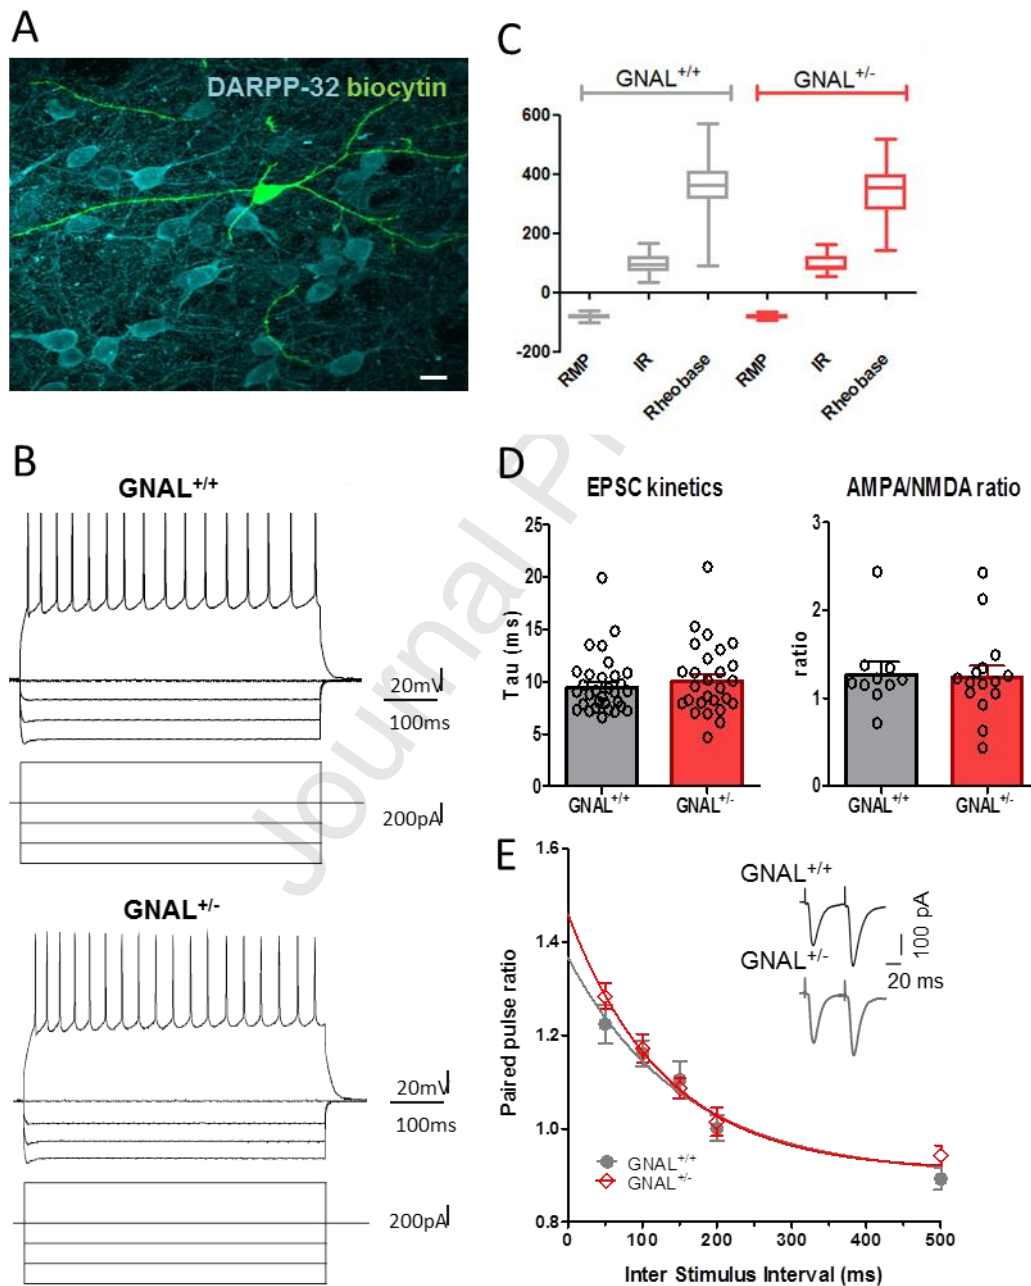 A
DARPP-32 biocytin
B
GNAL+/+
20mV
100ms
200pA
GNAL+/-
20mV
100ms
200pA
C
GNAL+/+ GNAL+/-
600
400
200
0
-200
RMP IR Rheobase RMP IR Rheobase
D
EPSC kinetics
Tau (ms)
25
20
15
10
5
0
GNAL+/+ GNAL+/-
AMPA/NMDA ratio
ratio
3
2
1
0
GNAL+/+ GNAL+/-
E
Paired pulse ratio
1.6
1.4
1.2
1.0
0.8
0 100 200 300 400 500
Inter Stimulus Interval (ms)
GNAL+/+
GNAL+/-
GNAL+/+
GNAL+/-
100 pA
20 ms
Journal Pr